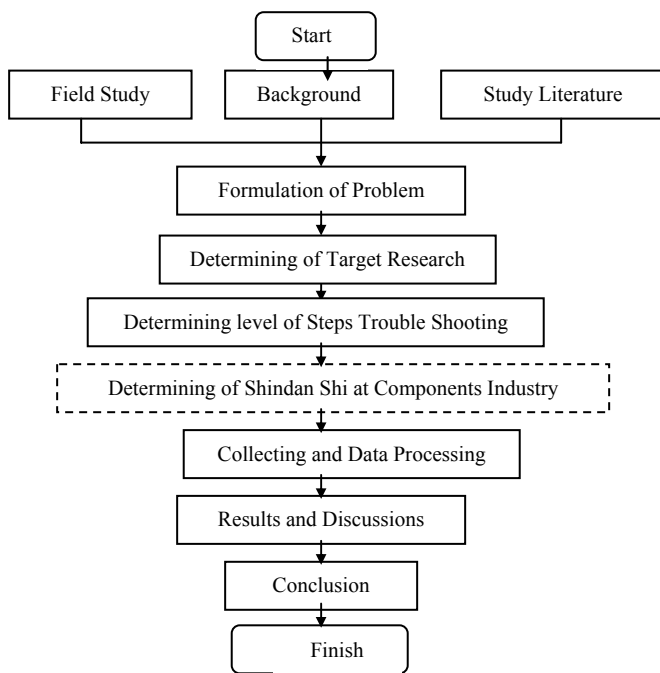 Start
Field Study
Background
Study Literature
Formulation of Problem
Determining of Target Research
Determining level of Steps Trouble Shooting
Determining of Shindan Shi at Components Industry
Collecting and Data Processing
Results and Discussions
Conclusion
Finish